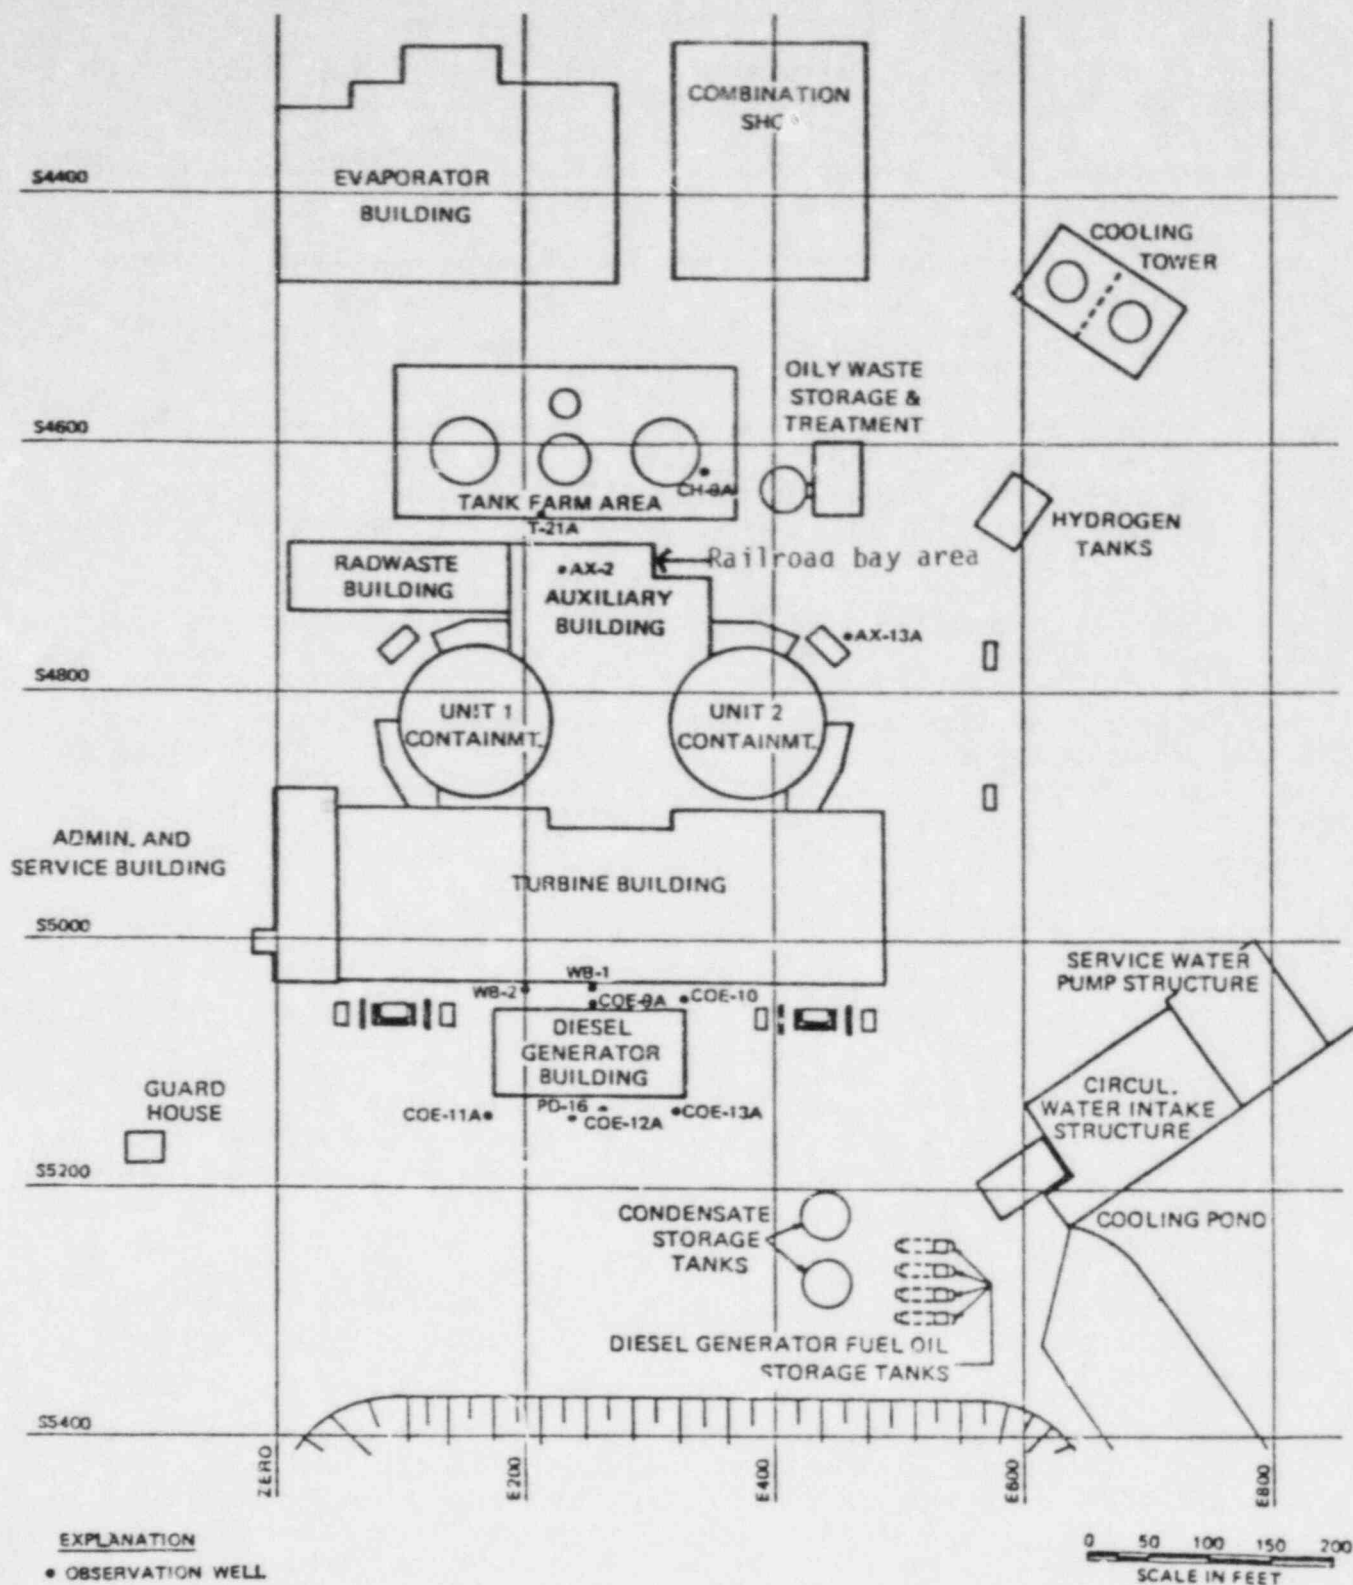 COMBINATION
EVAPORATOR
BUILDING
S4400
COOLING
TOWER
OILY WASTE
STORAGE &
TREATMENT
S4600
CH-9A
TANK FARM AREA
T-21A
HYDROGEN
TANKS
RADWASTE
BUILDING
AX-2
Railroad bay area
AUXILIARY
BUILDING
AX-13A
S4800
UNIT 1
CONTAINMT.
UNIT 2
CONTAINMT.
ADMIN. AND
SERVICE BUILDING
TURBINE BUILDING
S5000
SERVICE WATER
PUMP STRUCTURE
WB-1
WB-2
COE-9A
COE-10
DIESEL
GENERATOR
BUILDING
GUARD
HOUSE
CIRCUL.
WATER INTAKE
STRUCTURE
COE-11A
PD-16
COE-12A
COE-13A
S5200
CONDENSATE
STORAGE
TANKS
COOLING POND
DIESEL GENERATOR FUEL OIL
STORAGE TANKS
S5400
ZERO
E200
E400
E600
E800
EXPLANATION
• OBSERVATION WELL
0 50 100 150 200
SCALE IN FEET